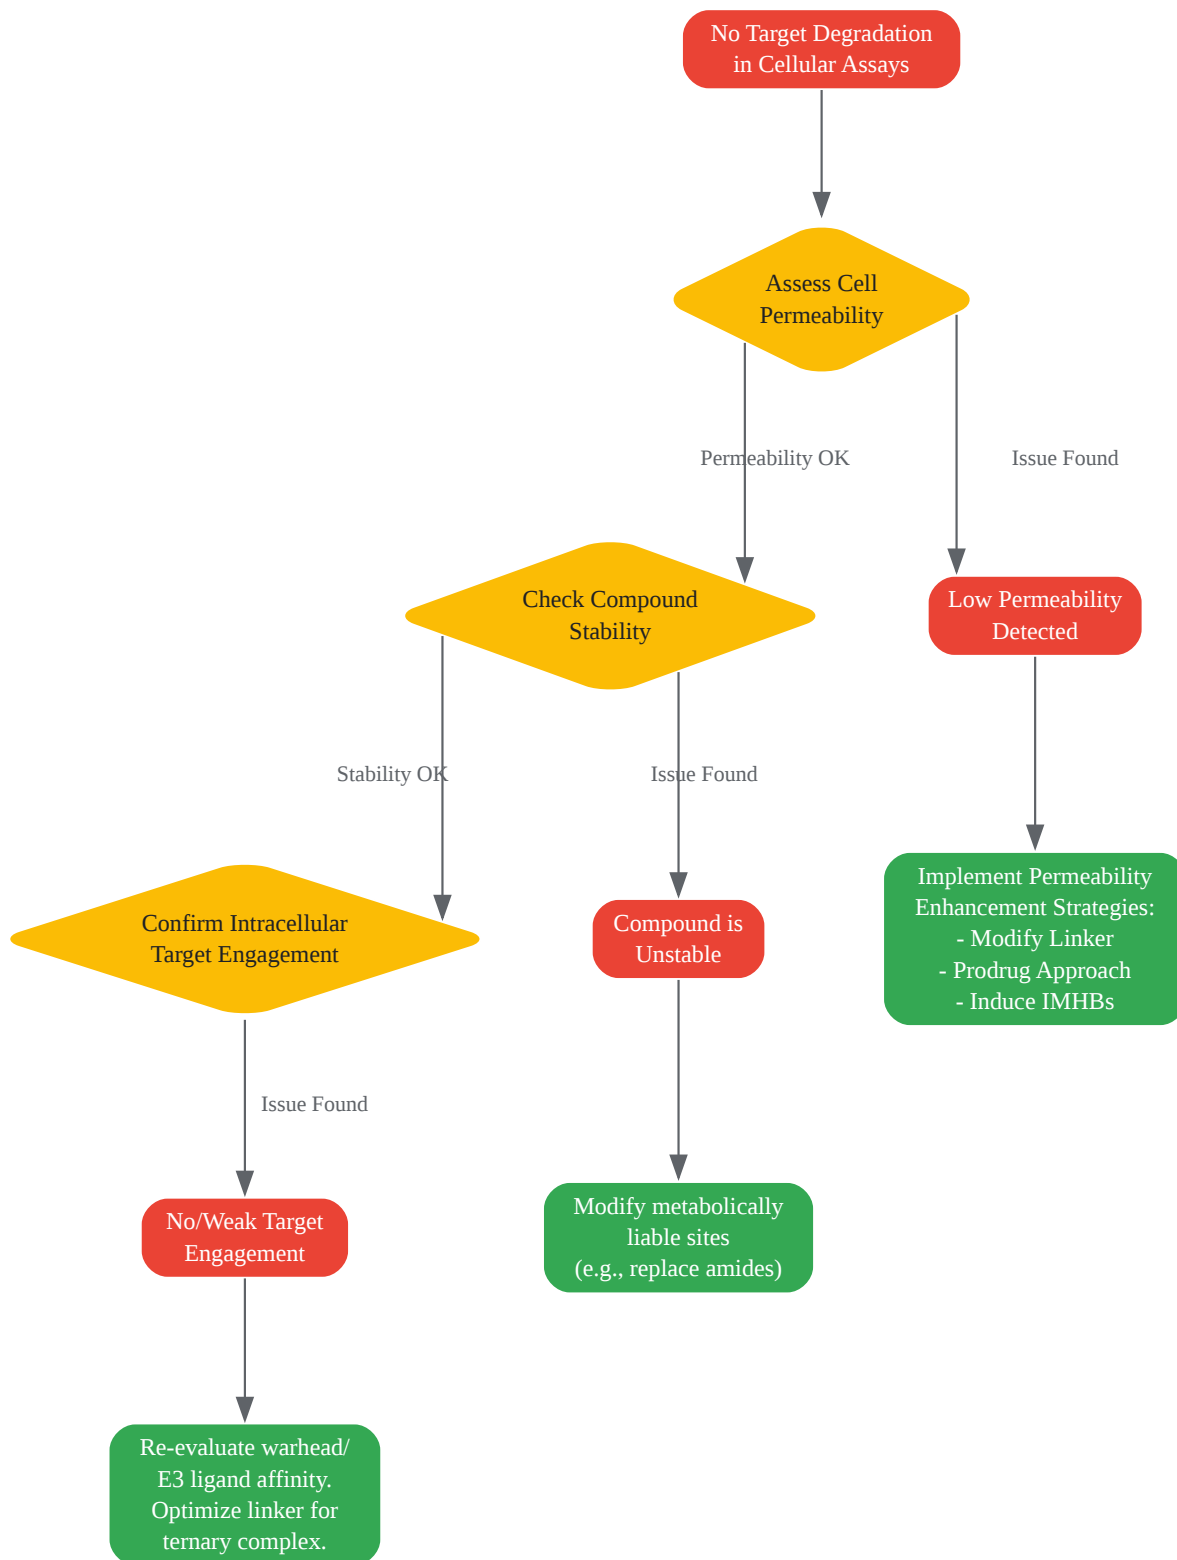 No Target Degradation
in Cellular Assays
Assess Cell
Permeability
Permeability OK
Issue Found
Check Compound
Stability
Low Permeability
Detected
Stability OK
Issue Found
Implement Permeability
Enhancement Strategies:
- Modify Linker
- Prodrug Approach
- Induce IMHBs
Confirm Intracellular
Target Engagement
Compound is
Unstable
Issue Found
No/Weak Target
Engagement
Modify metabolically
liable sites
(e.g., replace amides)
Re-evaluate warhead/
E3 ligand affinity.
Optimize linker for
ternary complex.